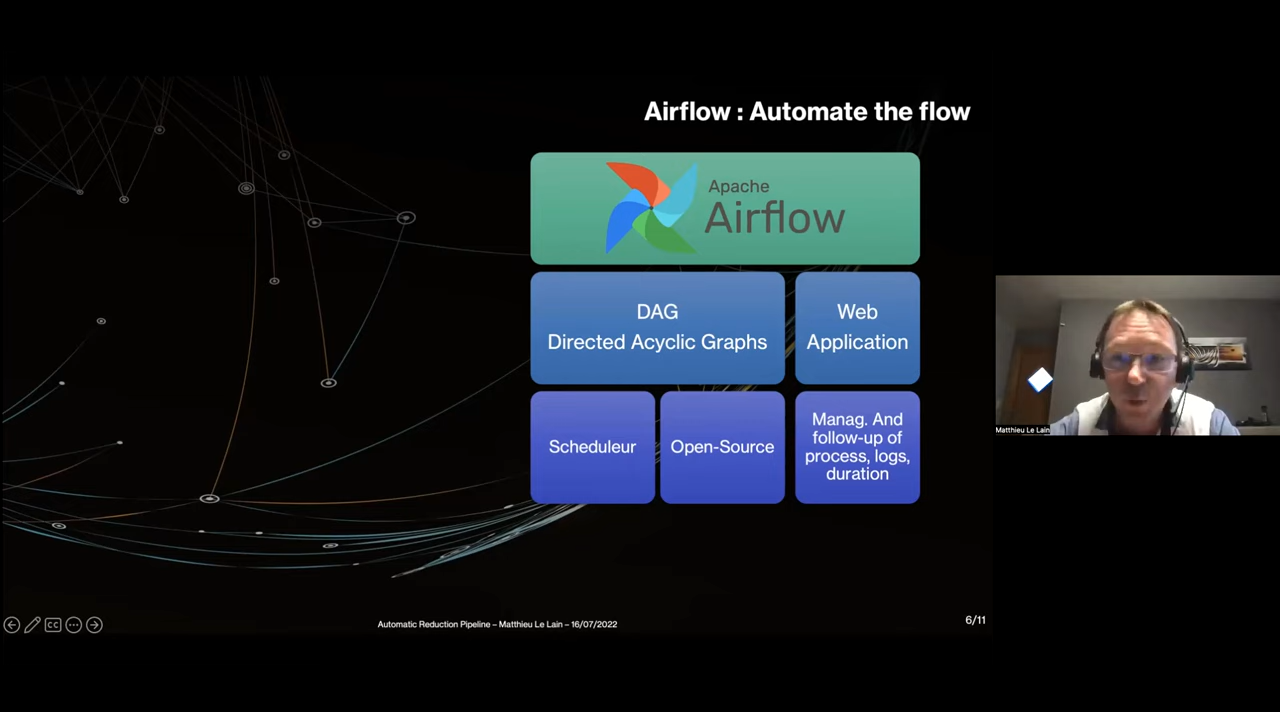 Airflow : Automate the flow
Apache
Airflow
DAG
Directed Acyclic Graphs
Web
Application
Scheduleur
Open-Source
Manag. And
follow-up of
process, logs,
duration
Matthieu Le Lain
CC
Automatic Reduction Pipeline – Matthieu Le Lain – 16/07/2022
6/11